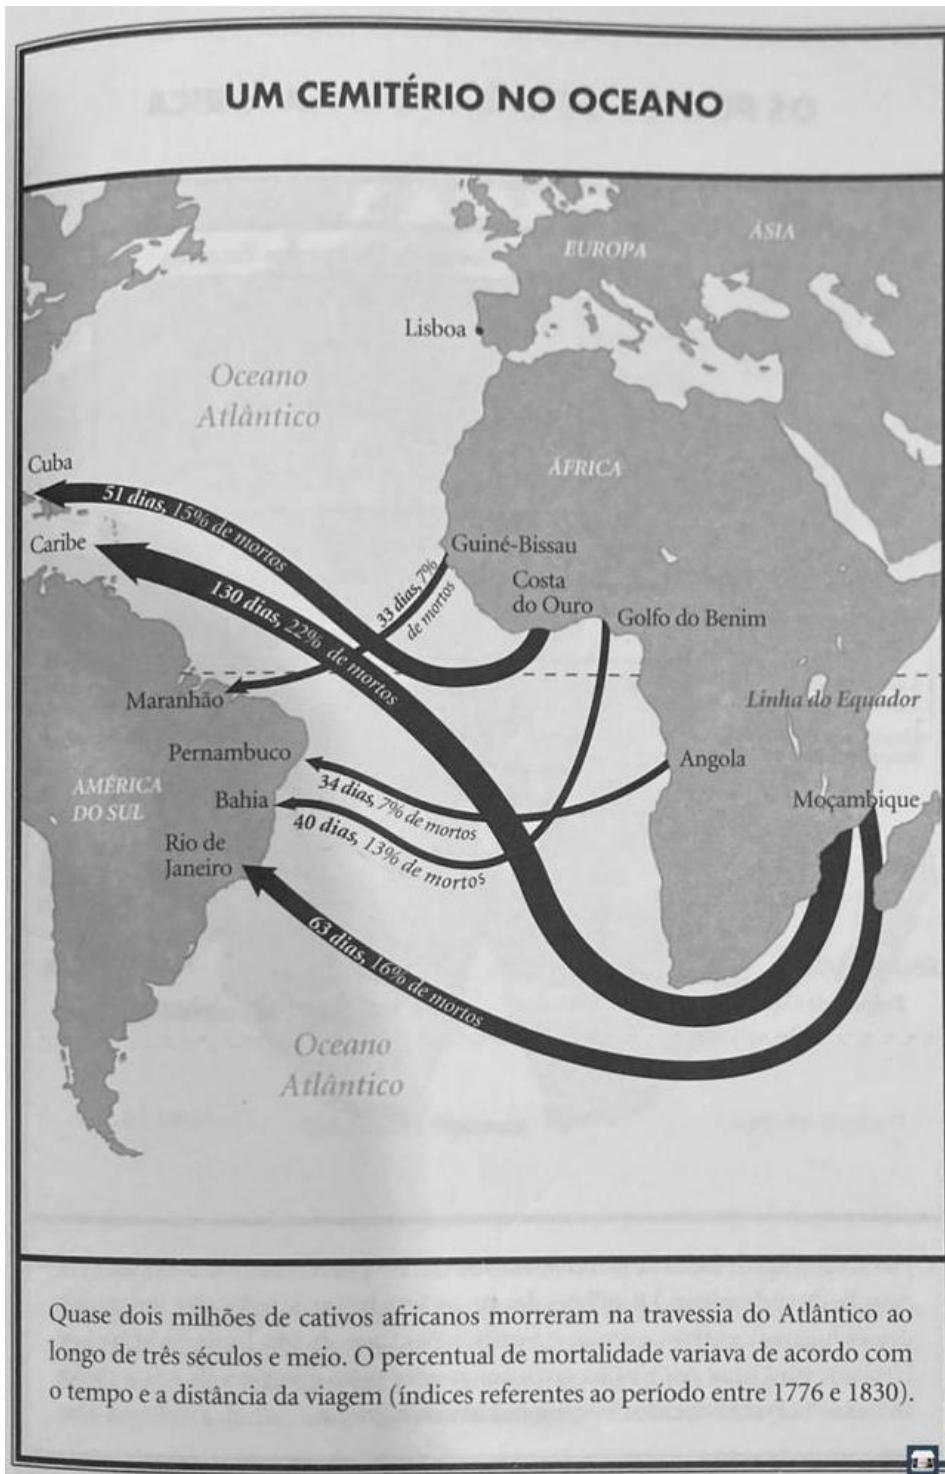 UM CEMITÉRIO NO OCEANO
EUROPA
ÁSIA
Lisboa
Oceano
Atlântico
ÁFRICA
Cuba
51 dias, 15% de mortos
Caribe
130 dias, 22% de mortos
Guiné-Bissau
33 dias, 7%
de mortos
Costa
do Ouro
Golfo do Benim
Maranhão
Linha do Equador
Pernambuco
Angola
34 dias, 7% de mortos
AMÉRICA
DO SUL
Bahia
40 dias, 13% de mortos
Moçambique
Rio de
Janeiro
63 dias, 16% de mortos
Oceano
Atlântico
Quase dois milhões de cativos africanos morreram na travessia do Atlântico ao
longo de três séculos e meio. O percentual de mortalidade variava de acordo com
o tempo e a distância da viagem (índices referentes ao período entre 1776 e 1830).